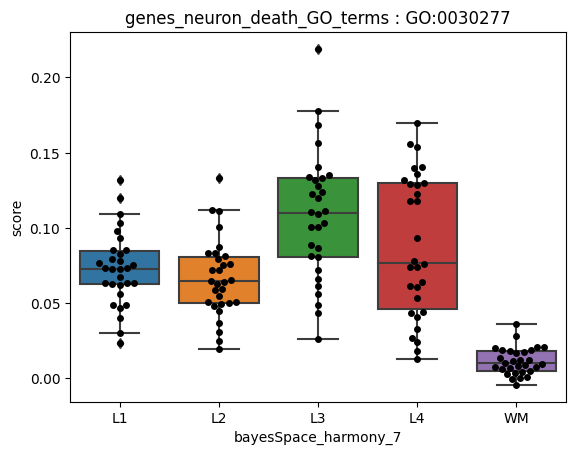 genes_neuron_death_GO_terms : GO:0030277
0.20
0.15
0.10
0.05
0.00
score
L1 L2 L3 L4 WM
bayesSpace_harmony_7